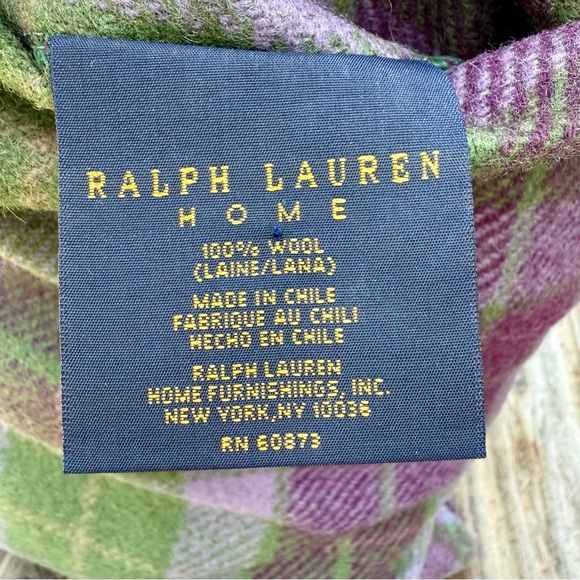 RALPH LAUREN
HOME
100% WOOL
(LAINE/LANA)
MADE IN CHILE
FABRIQUE AU CHILI
HECHO EN CHILE
RALPH LAUREN
HOME FURNISHINGS, INC.
NEW YORK,NY 10036
RN 60873